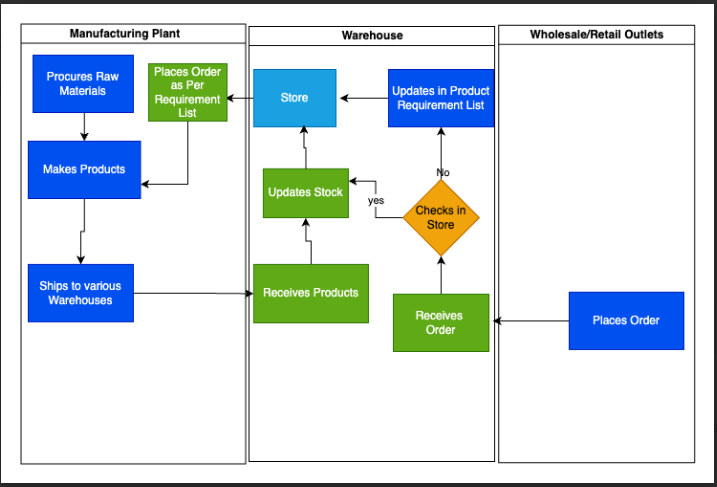 Manufacturing Plant
Warehouse
Wholesale/Retail Outlets
Procures Raw
Materials
Places Order
as Per
Requirement
List
Store
Updates in Product
Requirement List
Makes Products
Updates Stock
yes
No
Checks in
Store
Ships to various
Warehouses
Receives Products
Receives
Order
Places Order